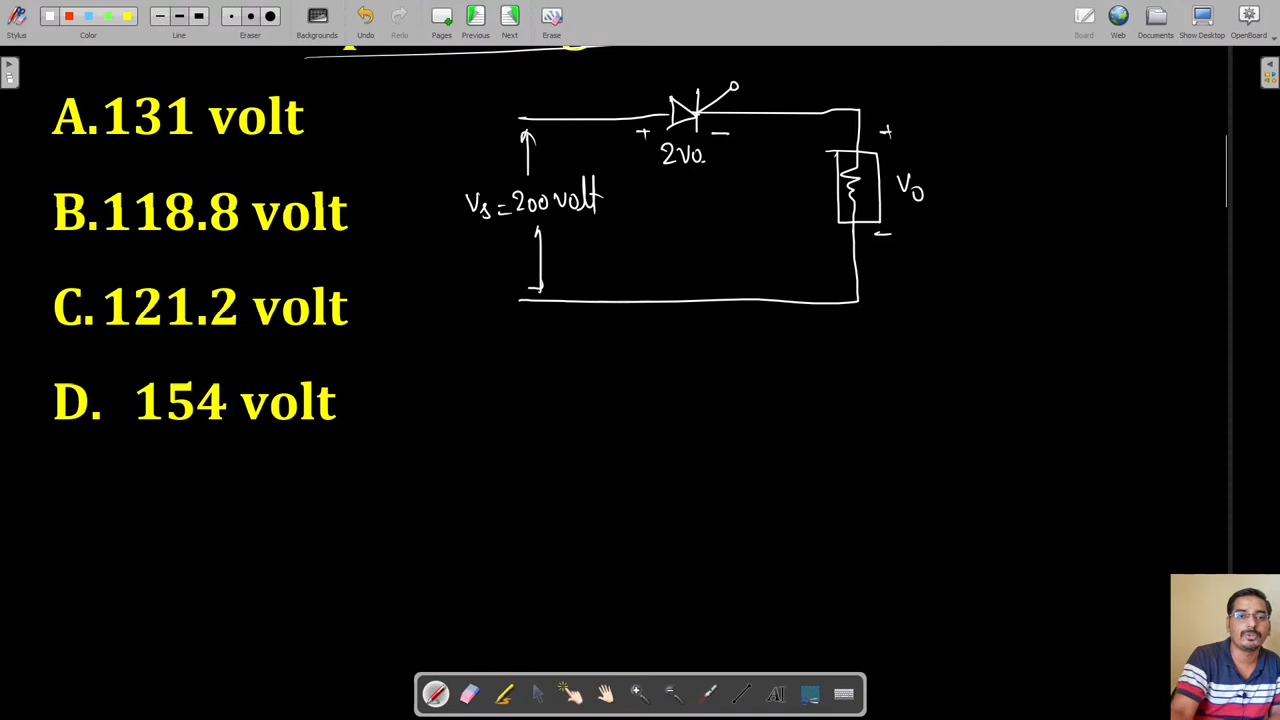 Stylus
Color
Line
Eraser
Backgrounds
Undo
Redo
Pages
Previous
Next
Erase
Board
Web
Documents
Show Desktop
OpenBoard
A.131 volt
B.118.8 volt
C.121.2 volt
D. 154 volt
+
-
2vo.
Vs = 200 volt
+
V0
-